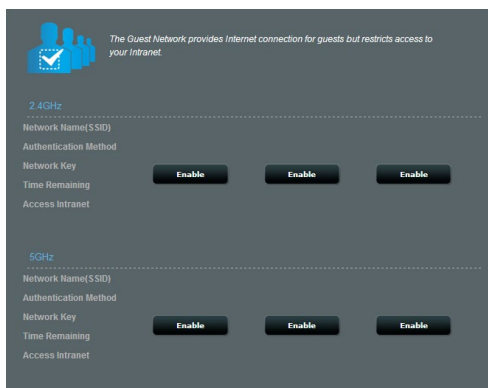 The Guest Network provides Internet connection for guests but restricts access to
your Intranet.
2.4GHz
Network Name(SSID)
Authentication Method
Network Key
Enable Enable Enable
Time Remaining
Access Intranet
5GHz
Network Name(SSID)
Authentication Method
Network Key
Enable Enable Enable
Time Remaining
Access Intranet